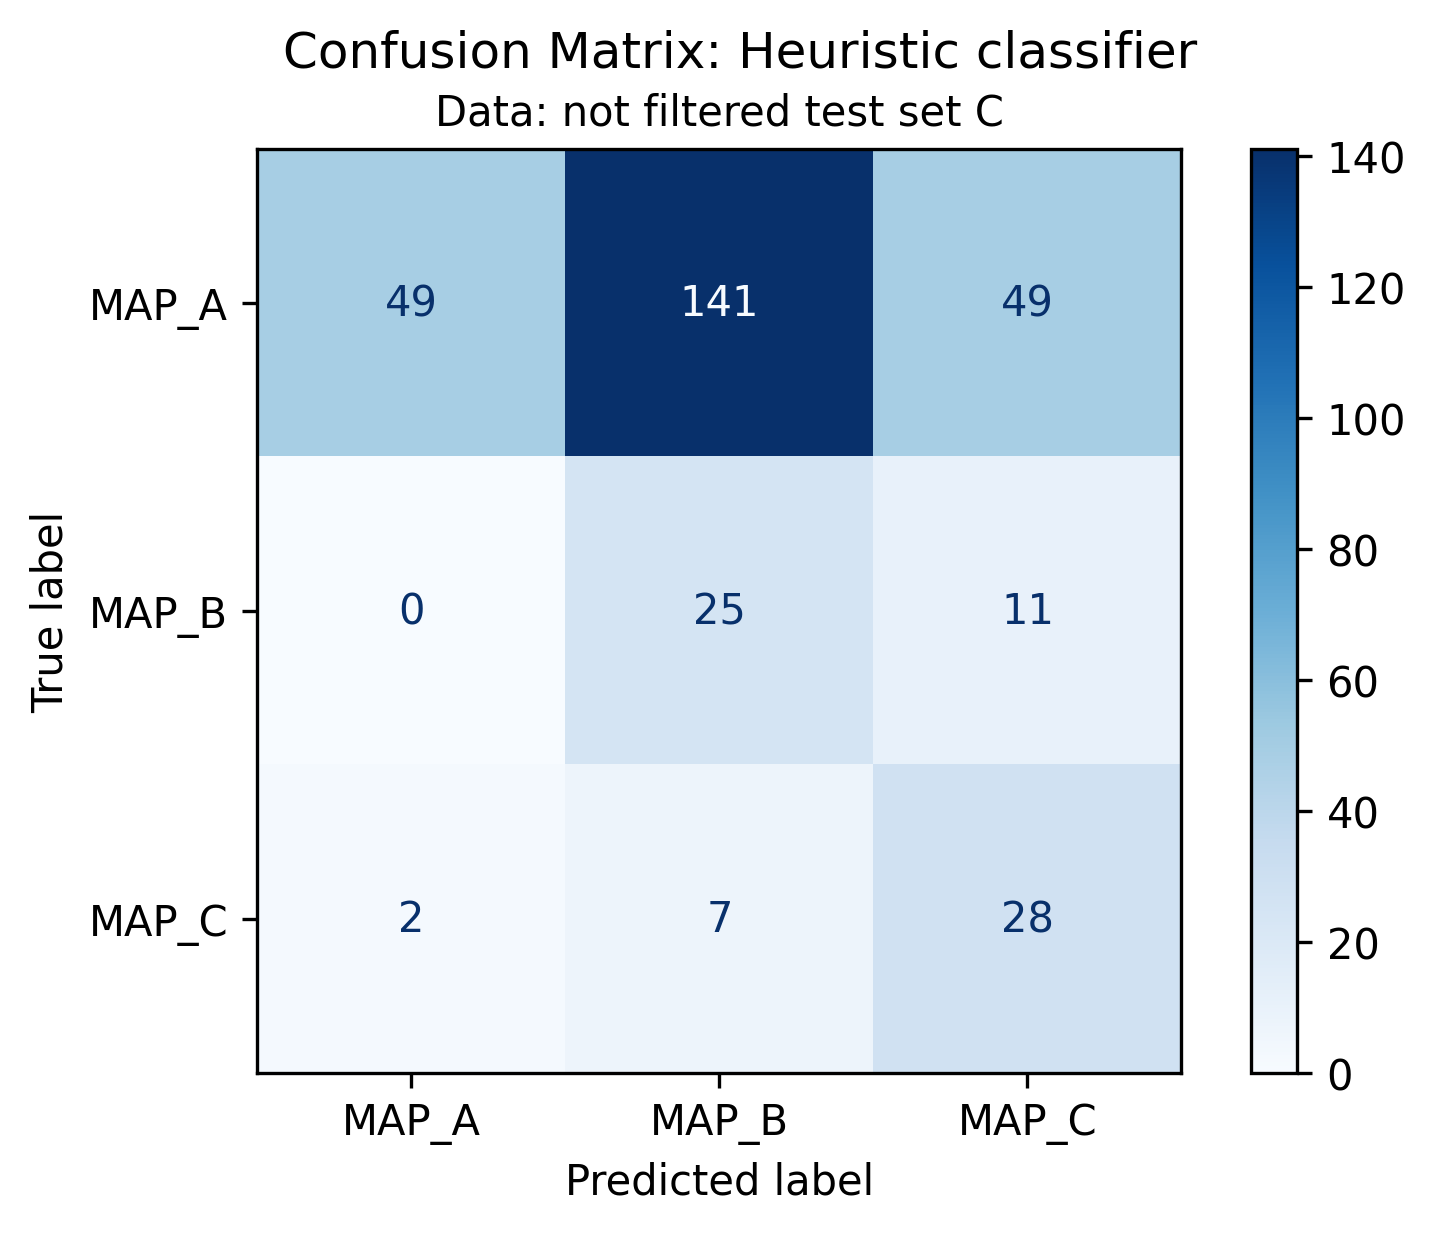 Confusion Matrix: Heuristic classifier
Data: not filtered test set C
True label
MAP_A 49 141 49
MAP_B 0 25 11
MAP_C 2 7 28
MAP_A MAP_B MAP_C
Predicted label
140
120
100
80
60
40
20
0